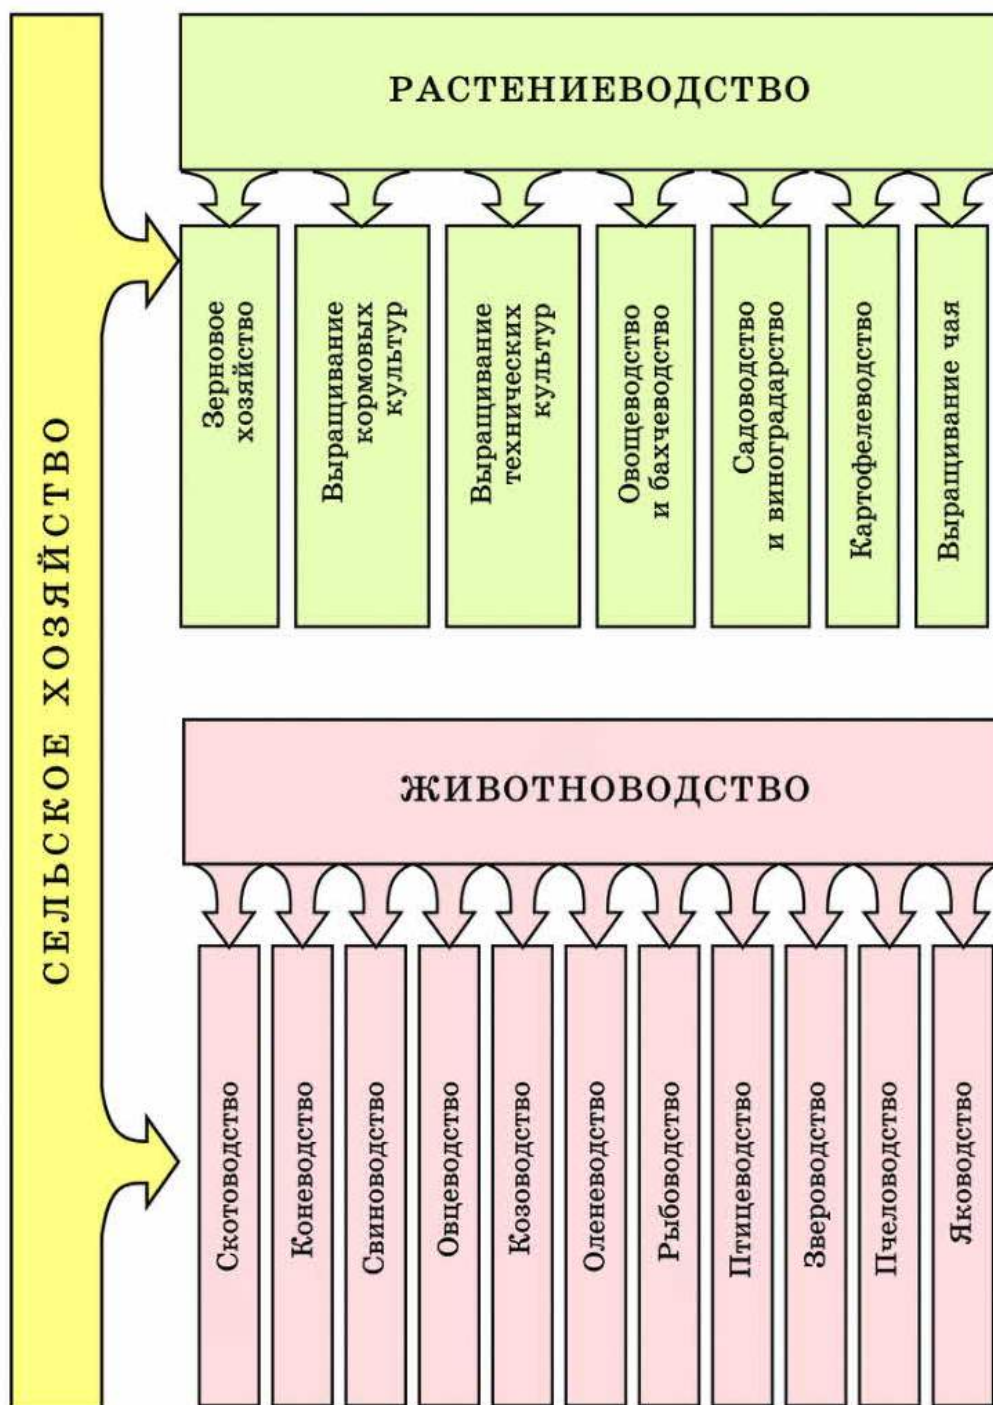 СЕЛЬСКОЕ ХОЗЯЙСТВО
РАСТЕНИЕВОДСТВО
Зерновое
хозяйство
Выращивание
кормовых
культур
Выращивание
технических
культур
Овощеводство
и бахчеводство
Садоводство
и виноградарство
Картофелеводство
Выращивание чая
ЖИВОТНОВОДСТВО
Скотоводство
Коневодство
Свиноводство
Овцеводство
Козоводство
Оленеводство
Рыбоводство
Птицеводство
Звероводство
Пчеловодство
Яководство